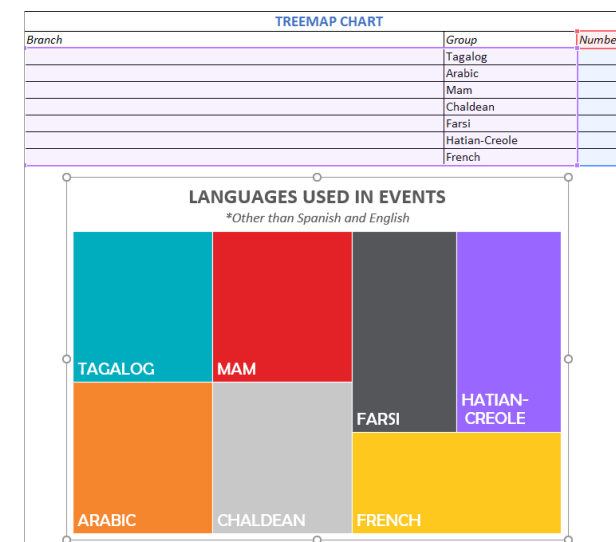 TREEMAP CHART
Branch Group Numbe
Tagalog
Arabic
Mam
Chaldean
Farsi
Hatian-Creole
French
LANGUAGES USED IN EVENTS
*Other than Spanish and English
TAGALOG
MAM
FARSI
HATIAN-
CREOLE
ARABIC
CHALDEAN
FRENCH